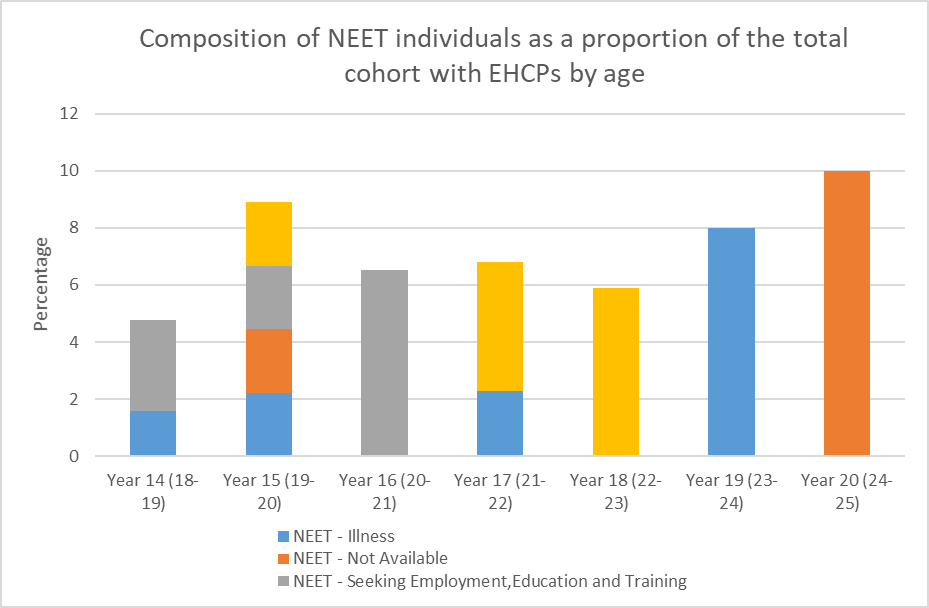 Composition of NEET individuals as a proportion of the total
cohort with EHCPs by age
12
10
8
6
4
2
0
Percentage
Year 14 (18-
19)
Year 15 (19-
20)
Year 16 (20-
21)
Year 17 (21-
22)
Year 18 (22-
23)
Year 19 (23-
24)
Year 20 (24-
25)
NEET - Illness
NEET - Not Available
NEET - Seeking Employment,Education and Training